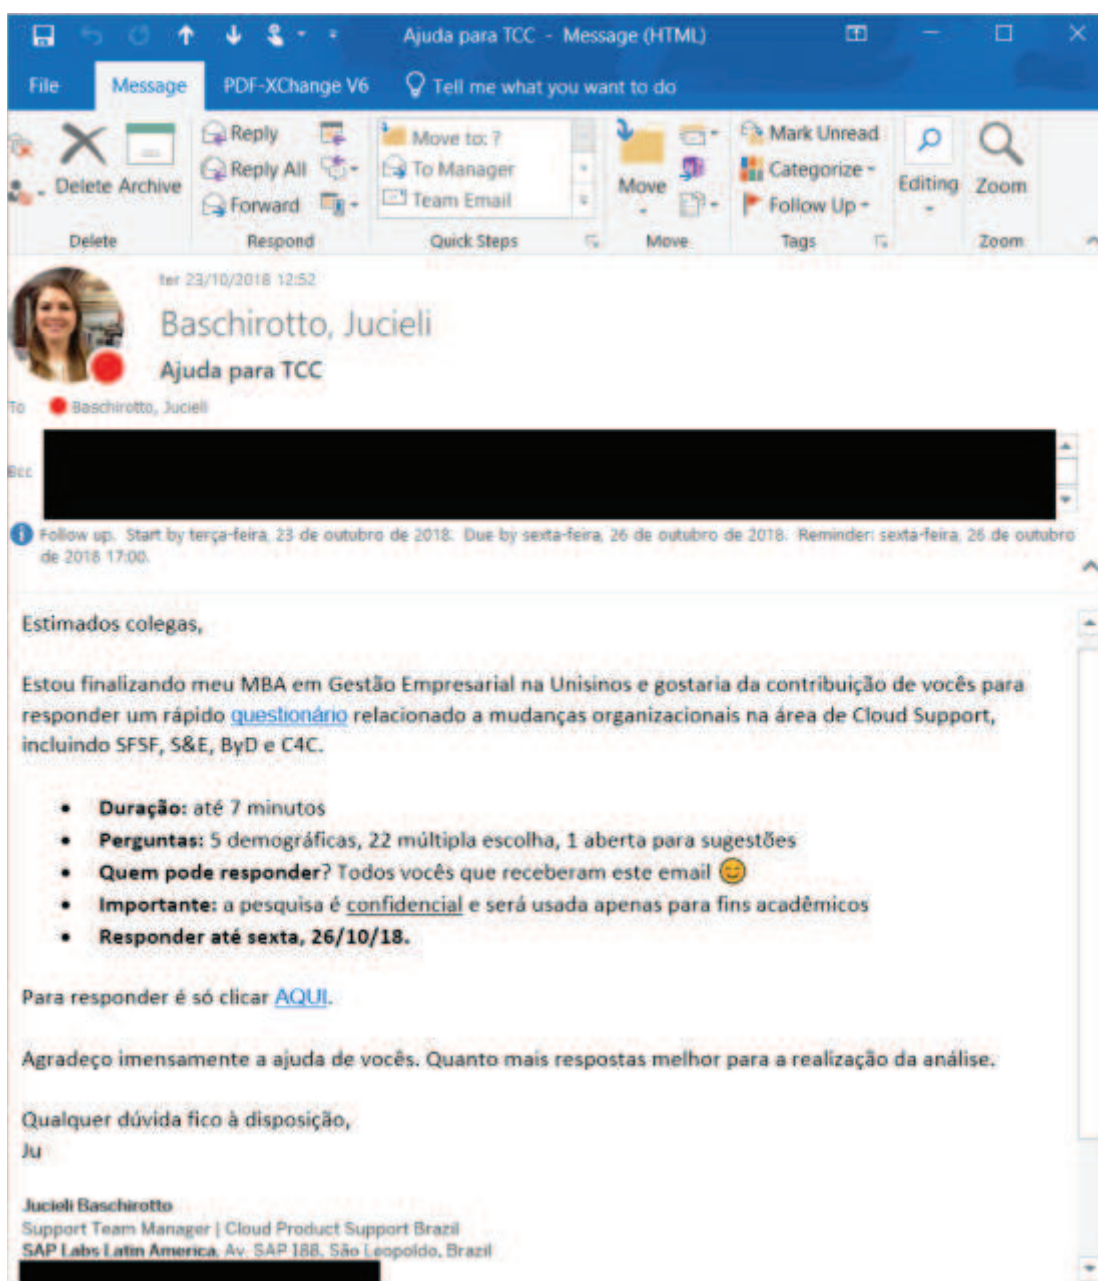 Ajuda para TCC - Message (HTML)
File Message PDF-XChange V6 Tell me what you want to do
Delete Archive
Reply
Reply All
Forward
Move to: ?
To Manager
Team Email
Move
Mark Unread
Categorize
Follow Up
Editing
Zoom
Delete Respond Quick Steps Move Tags Zoom
ter 23/10/2018 12:52
Baschirotto, Jucieli
Ajuda para TCC
To Baschirotto, Jucieli
Bcc
Follow up. Start by terça-feira, 23 de outubro de 2018. Due by sexta-feira, 26 de outubro de 2018. Reminder: sexta-feira, 26 de outubro
de 2018 17:00.
Estimados colegas,
Estou finalizando meu MBA em Gestão Empresarial na Unisinos e gostaria da contribuição de vocês para
responder um rápido questionário relacionado a mudanças organizacionais na área de Cloud Support,
incluindo SFSF, S&E, ByD e C4C.
• Duração: até 7 minutos
• Perguntas: 5 demográficas, 22 múltipla escolha, 1 aberta para sugestões
• Quem pode responder? Todos vocês que receberam este email 😊
• Importante: a pesquisa é confidencial e será usada apenas para fins acadêmicos
• Responder até sexta, 26/10/18.
Para responder é só clicar AQUI.
Agradeço imensamente a ajuda de vocês. Quanto mais respostas melhor para a realização da análise.
Qualquer dúvida fico à disposição,
Ju
Jucieli Baschirotto
Support Team Manager | Cloud Product Support Brazil
SAP Labs Latin America, Av. SAP 188, São Leopoldo, Brazil